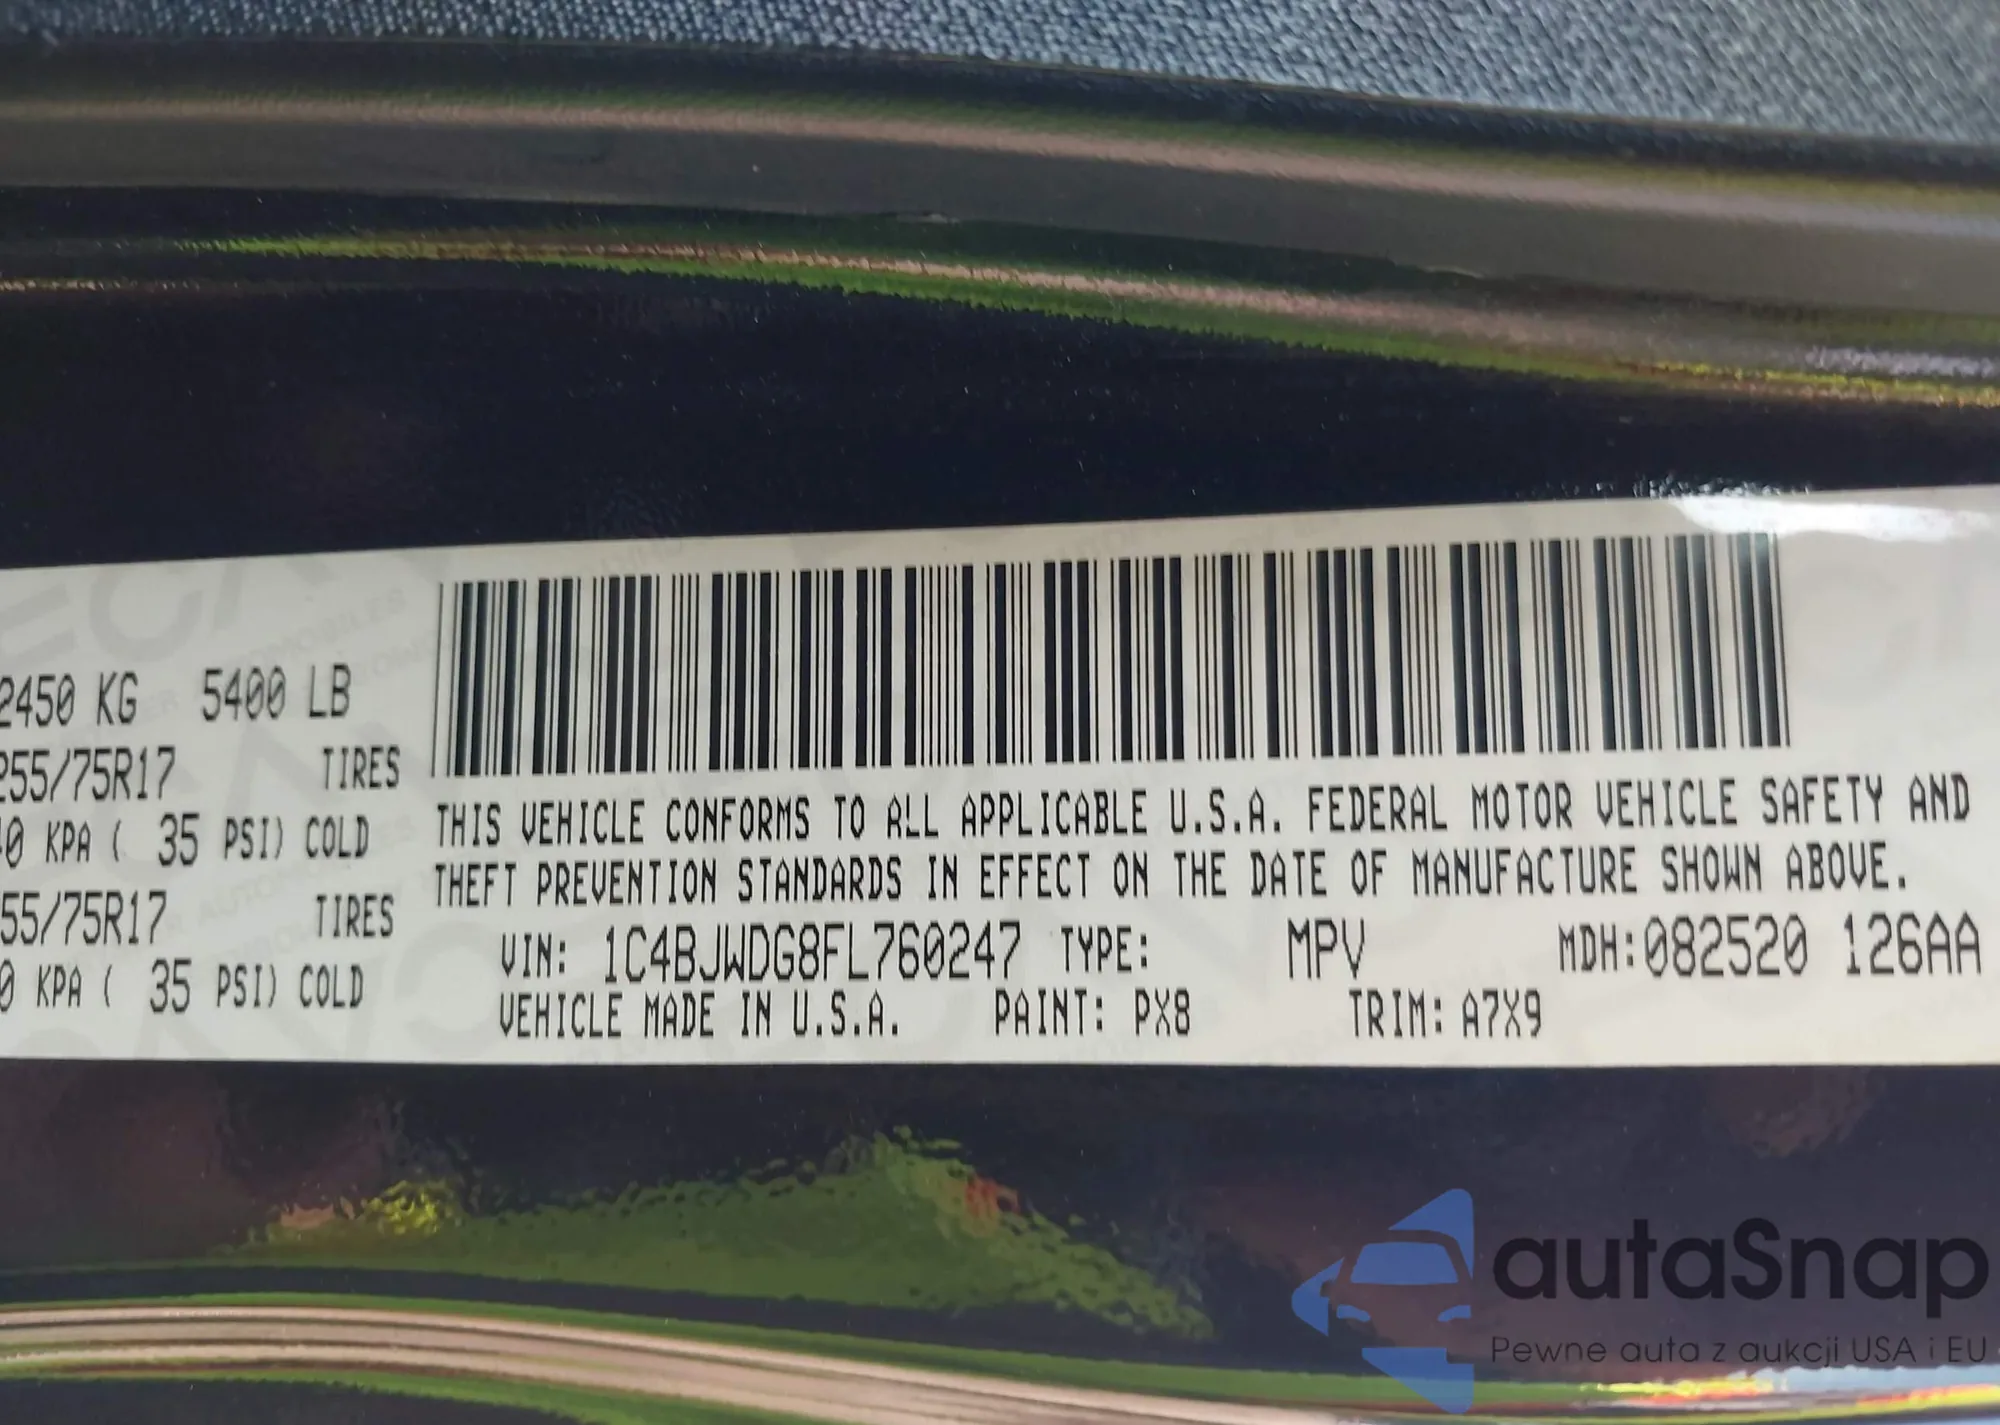 2450 KG 5400 LB
255/75R17 TIRES
0 KPA ( 35 PSI) COLD
55/75R17 TIRES
0 KPA ( 35 PSI) COLD
THIS VEHICLE CONFORMS TO ALL APPLICABLE U.S.A. FEDERAL MOTOR VEHICLE SAFETY AND
THEFT PREVENTION STANDARDS IN EFFECT ON THE DATE OF MANUFACTURE SHOWN ABOVE.
VIN: 1C4BJWDG8FL760247 TYPE: MPV MDH:082520 126AA
VEHICLE MADE IN U.S.A. PAINT: PX8 TRIM: A7X9
autaSnap
Pewne auta z aukcji USA i EU